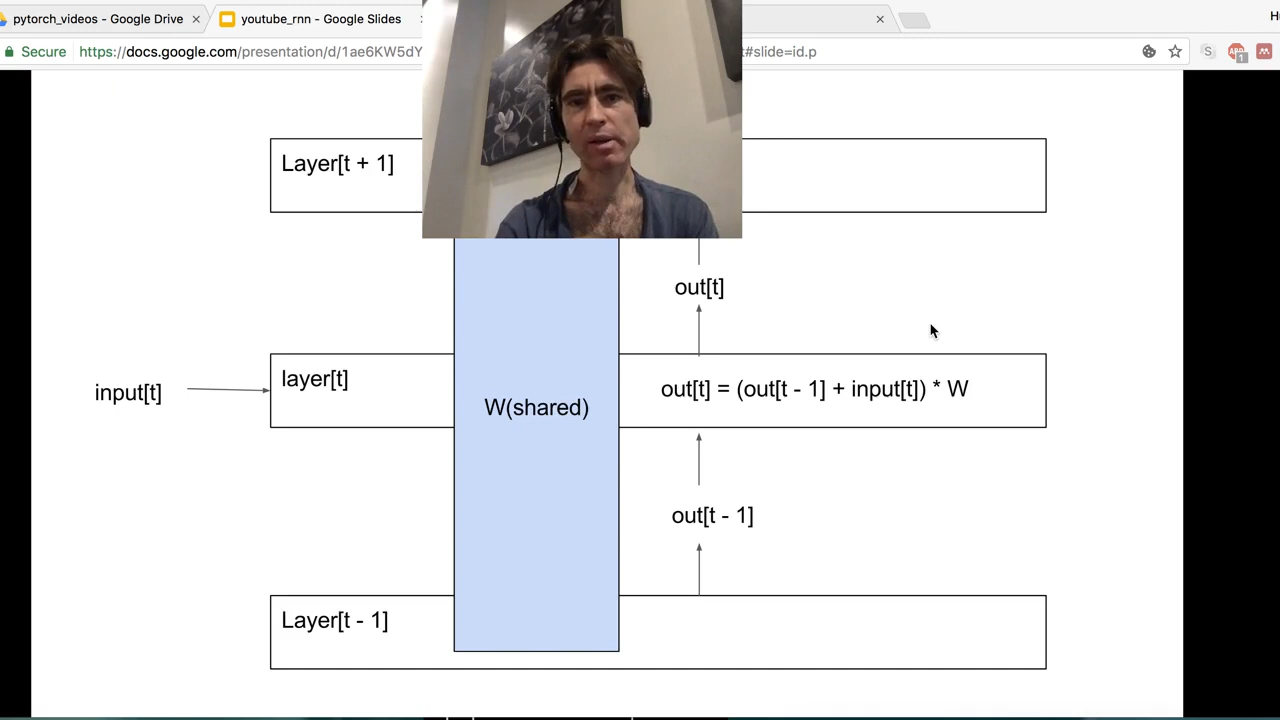 pytorch_videos - Google Drive
youtube_rnn - Google Slides
Secure
https://docs.google.com/presentation/d/1ae6KW5dY
t#slide=id.p
Layer[t + 1]
out[t]
input[t]
layer[t]
W(shared)
out[t] = (out[t - 1] + input[t]) * W
out[t - 1]
Layer[t - 1]